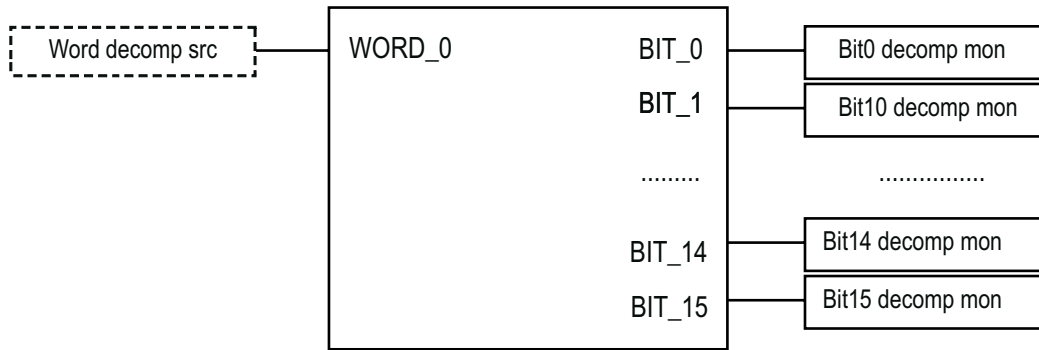 Word decomp src WORD_0 BIT_0 Bit0 decomp mon
BIT_1 Bit10 decomp mon
......... ................
BIT_14 Bit14 decomp mon
BIT_15 Bit15 decomp mon